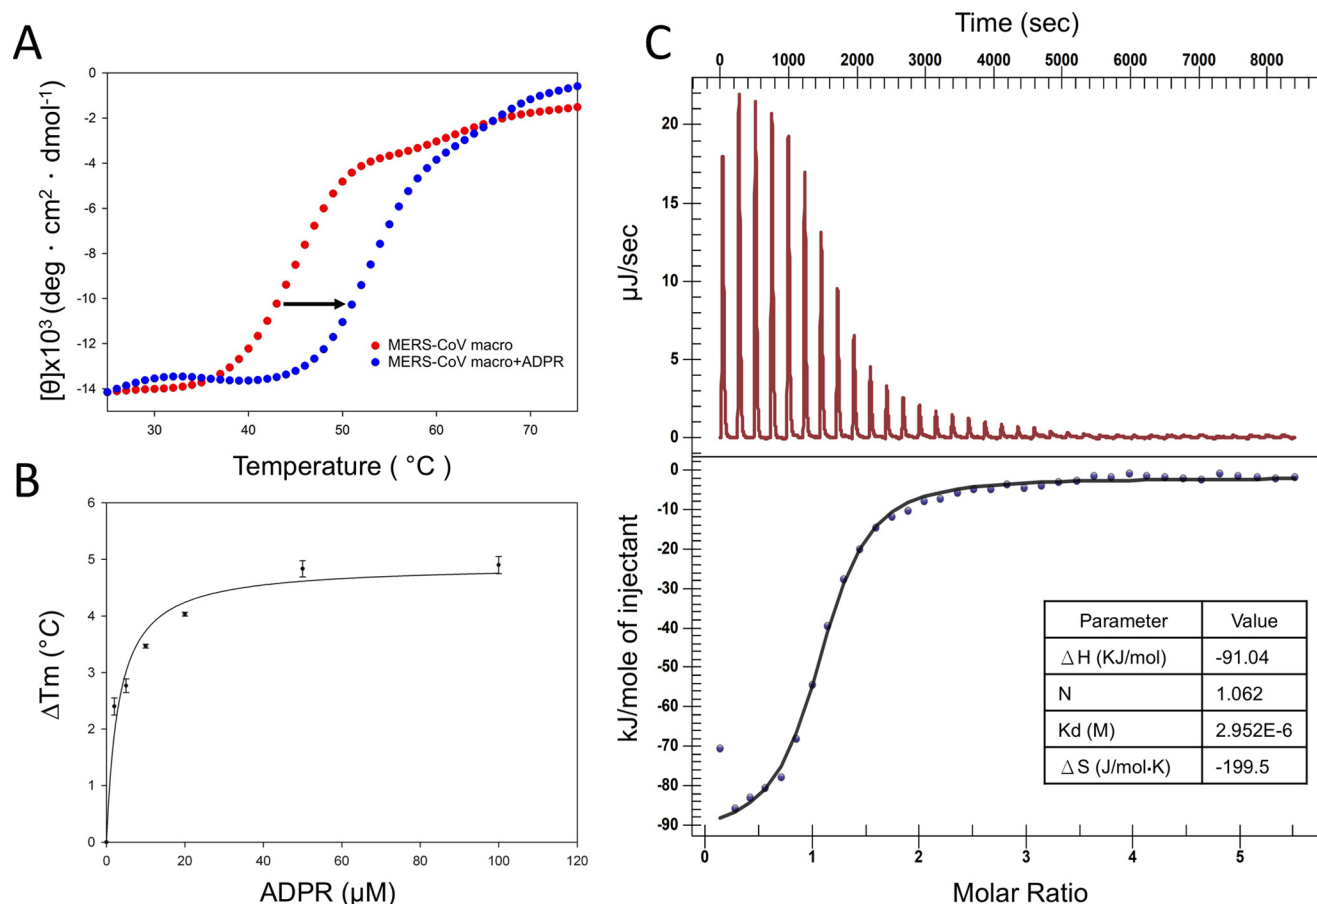 A
[θ]x10³ (deg · cm² · dmol⁻¹)
0
-2
-4
-6
-8
-10
-12
-14
MERS-CoV macro
MERS-CoV macro+ADPR
30 40 50 60 70
Temperature ( °C )
B
ΔTm (°C)
6
5
4
3
2
1
0
0 20 40 60 80 100 120
ADPR (µM)
C
Time (sec)
0 1000 2000 3000 4000 5000 6000 7000 8000
µJ/sec
20
15
10
5
0
kJ/mole of injectant
0
-10
-20
-30
-40
-50
-60
-70
-80
-90
Parameter Value
ΔH (KJ/mol) -91.04
N 1.062
Kd (M) 2.952E-6
ΔS (J/mol·K) -199.5
0 1 2 3 4 5
Molar Ratio